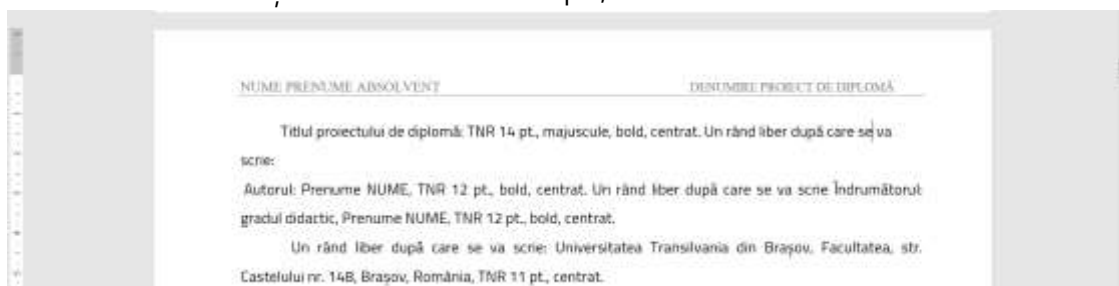 NUME PRENUME ABSOLVENT DENUMIRE PROIECT DE DIPLOMĂ
Titlul proiectului de diplomă: TNR 14 pt., majuscule, bold, centrat. Un rând liber după care se va
scrie:
Autorul: Prenume NUME, TNR 12 pt., bold, centrat. Un rând liber după care se va scrie Îndrumătorul:
gradul didactic, Prenume NUME, TNR 12 pt., bold, centrat.
Un rând liber după care se va scrie: Universitatea Transilvania din Brașov, Facultatea, str.
Castelului nr. 148, Brașov, România, TNR 11 pt., centrat.